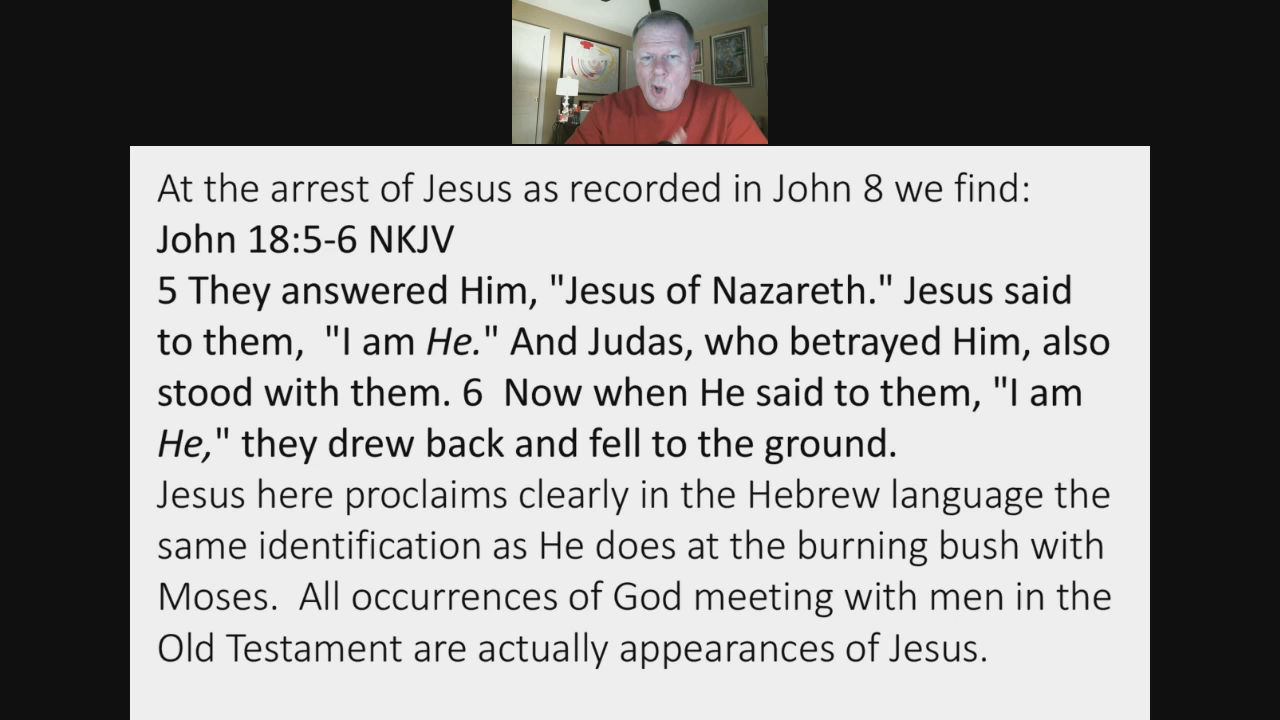 At the arrest of Jesus as recorded in John 8 we find:
John 18:5-6 NKJV
5 They answered Him, "Jesus of Nazareth." Jesus said
to them,  "I am He." And Judas, who betrayed Him, also
stood with them. 6  Now when He said to them, "I am
He," they drew back and fell to the ground.
Jesus here proclaims clearly in the Hebrew language the
same identification as He does at the burning bush with
Moses.  All occurrences of God meeting with men in the
Old Testament are actually appearances of Jesus.